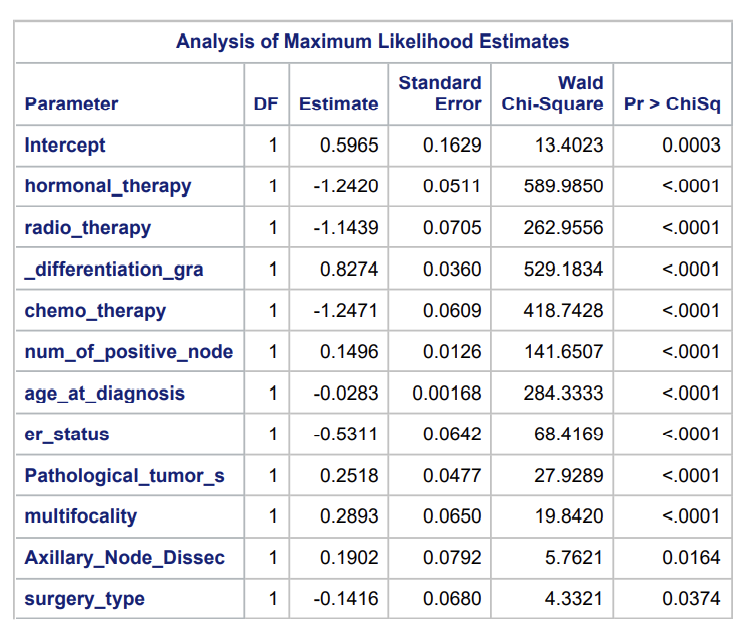 Analysis of Maximum Likelihood Estimates
Parameter DF Estimate Standard Error Wald Chi-Square Pr > ChiSq
Intercept 1 0.5965 0.1629 13.4023 0.0003
hormonal_therapy 1 -1.2420 0.0511 589.9850 <.0001
radio_therapy 1 -1.1439 0.0705 262.9556 <.0001
_differentiation_gra 1 0.8274 0.0360 529.1834 <.0001
chemo_therapy 1 -1.2471 0.0609 418.7428 <.0001
num_of_positive_node 1 0.1496 0.0126 141.6507 <.0001
age_at_diagnosis 1 -0.0283 0.00168 284.3333 <.0001
er_status 1 -0.5311 0.0642 68.4169 <.0001
Pathological_tumor_s 1 0.2518 0.0477 27.9289 <.0001
multifocality 1 0.2893 0.0650 19.8420 <.0001
Axillary_Node_Dissec 1 0.1902 0.0792 5.7621 0.0164
surgery_type 1 -0.1416 0.0680 4.3321 0.0374